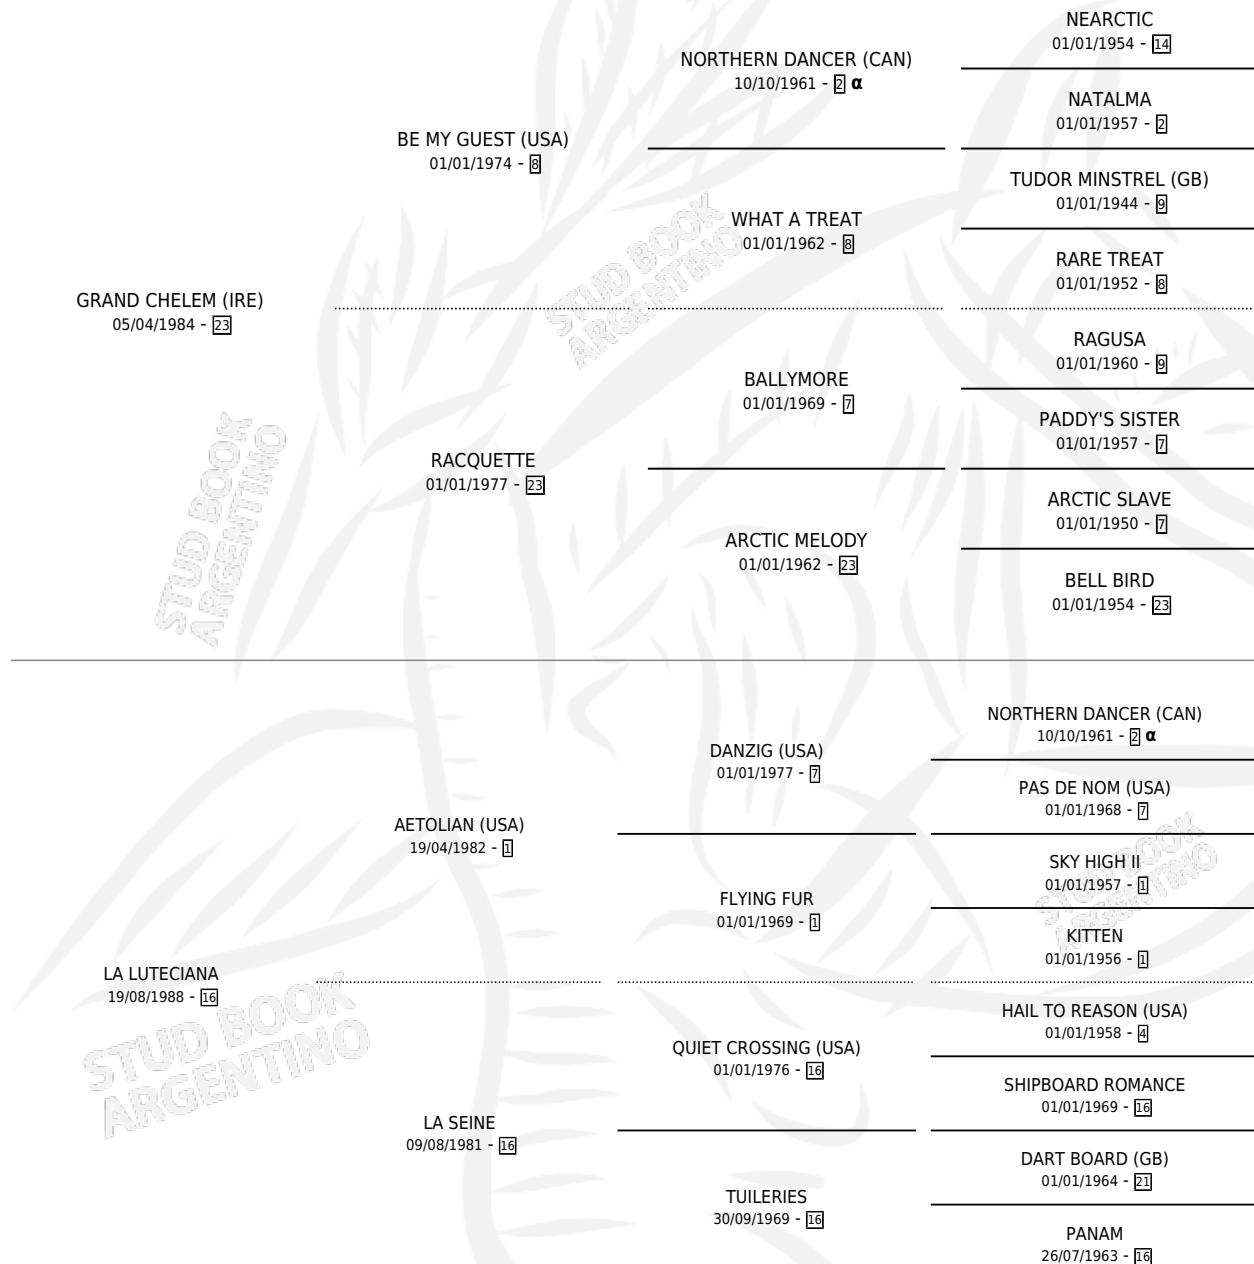 NEARCTIC
01/01/1954 - 14
NORTHERN DANCER (CAN)
10/10/1961 - 2 α
NATALMA
01/01/1957 - 2
BE MY GUEST (USA)
01/01/1974 - 8
TUDOR MINSTREL (GB)
01/01/1944 - 9
WHAT A TREAT
01/01/1962 - 8
RARE TREAT
01/01/1952 - 8
GRAND CHELEM (IRE)
05/04/1984 - 23
STUD BOOK
ARGENTINO
RAGUSA
01/01/1960 - 9
BALLYMORE
01/01/1969 - 7
PADDY'S SISTER
01/01/1957 - 7
RACQUETTE
01/01/1977 - 23
STUD BOOK
ARGENTINO
ARCTIC SLAVE
01/01/1950 - 7
ARCTIC MELODY
01/01/1962 - 23
BELL BIRD
01/01/1954 - 23
NORTHERN DANCER (CAN)
10/10/1961 - 2 α
DANZIG (USA)
01/01/1977 - 7
PAS DE NOM (USA)
01/01/1968 - 7
AETOLIAN (USA)
19/04/1982 - 1
SKY HIGH II
01/01/1957 - 1
STUD BOOK
ARGENTINO
FLYING FUR
01/01/1969 - 1
KITTEN
01/01/1956 - 1
LA LUTECIANA
19/08/1988 - 16
STUD BOOK
ARGENTINO
HAIL TO REASON (USA)
01/01/1958 - 4
QUIET CROSSING (USA)
01/01/1976 - 16
SHIPBOARD ROMANCE
01/01/1969 - 16
LA SEINE
09/08/1981 - 16
DART BOARD (GB)
01/01/1964 - 21
TUILERIES
30/09/1969 - 16
PANAM
26/07/1963 - 16